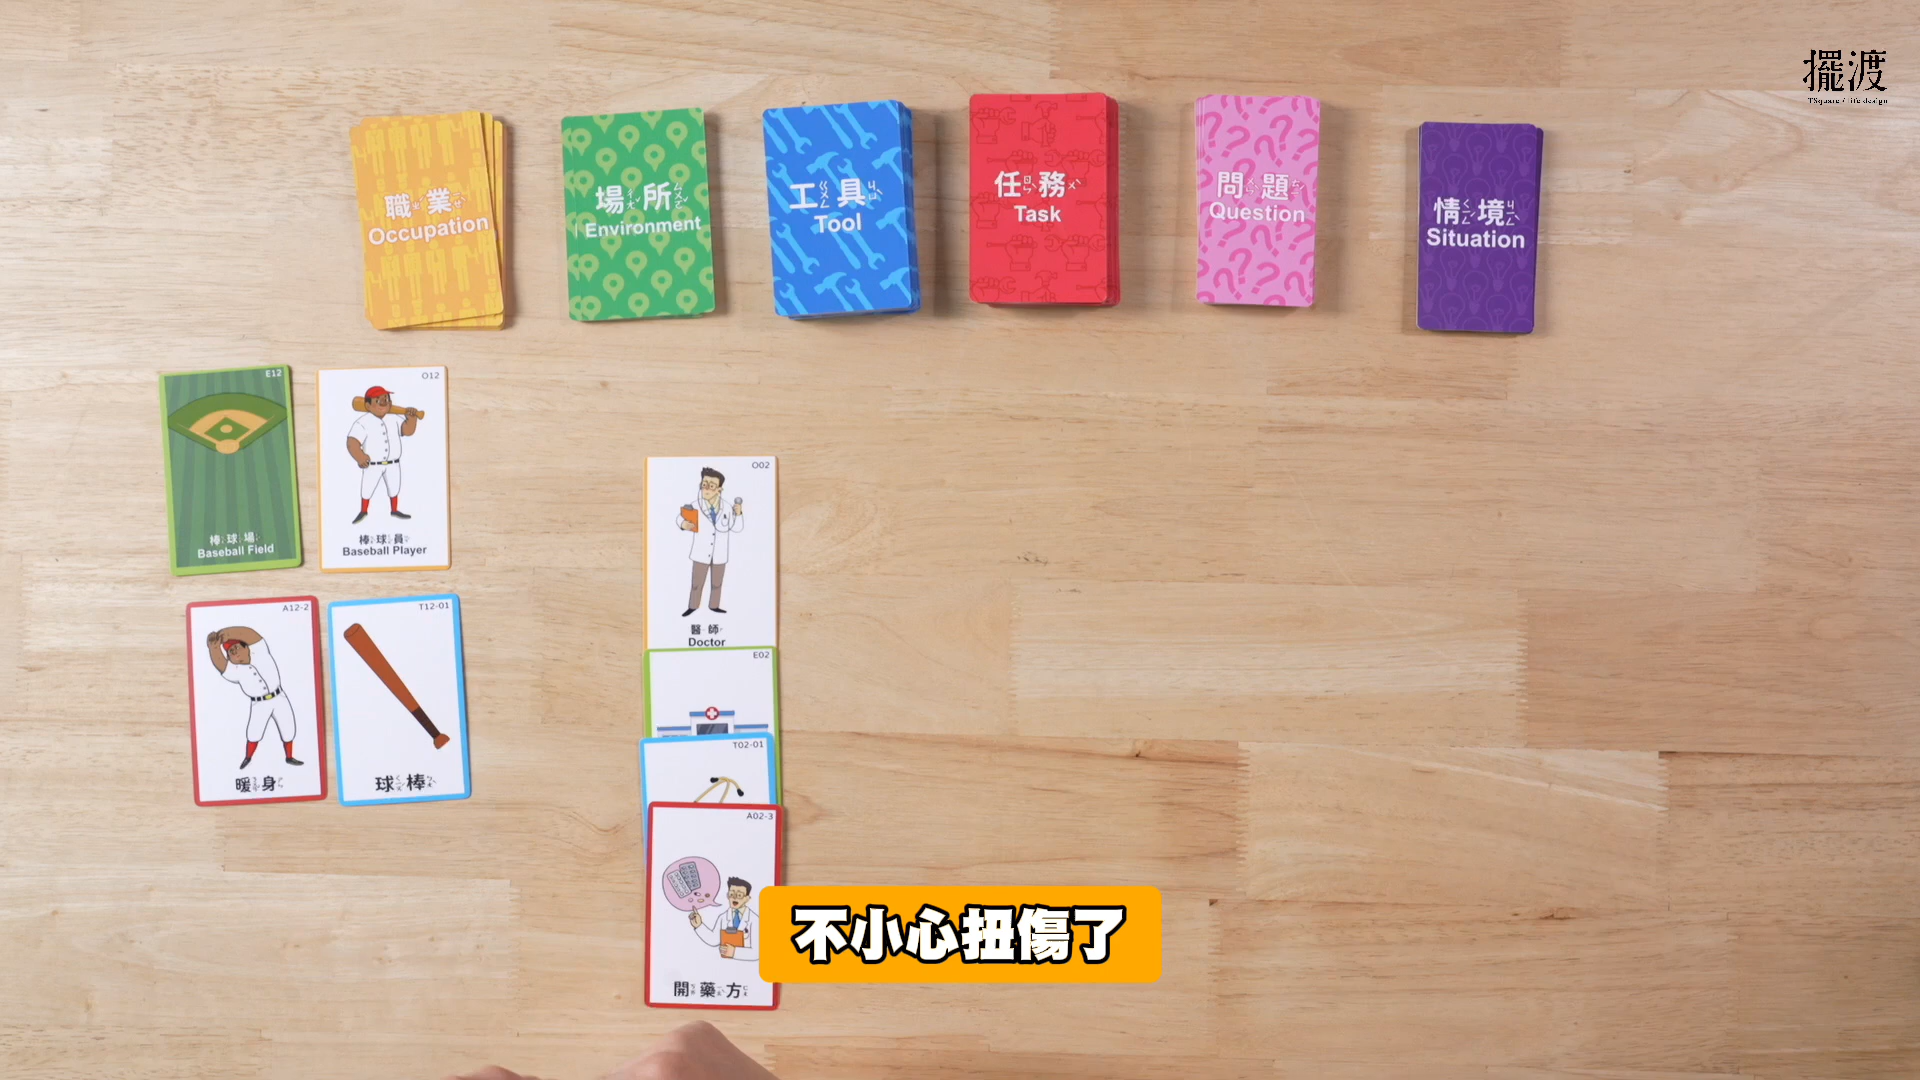 擺渡
TSquare / life design
職業
Occupation
場所
Environment
工具
Tool
任務
Task
問題
Question
情境
Situation
E12
棒球場
Baseball Field
O12
棒球員
Baseball Player
A12-2
暖身
T12-01
球棒
O02
醫師
Doctor
E02
T02-01
A02-3
開藥方
不小心扭傷了